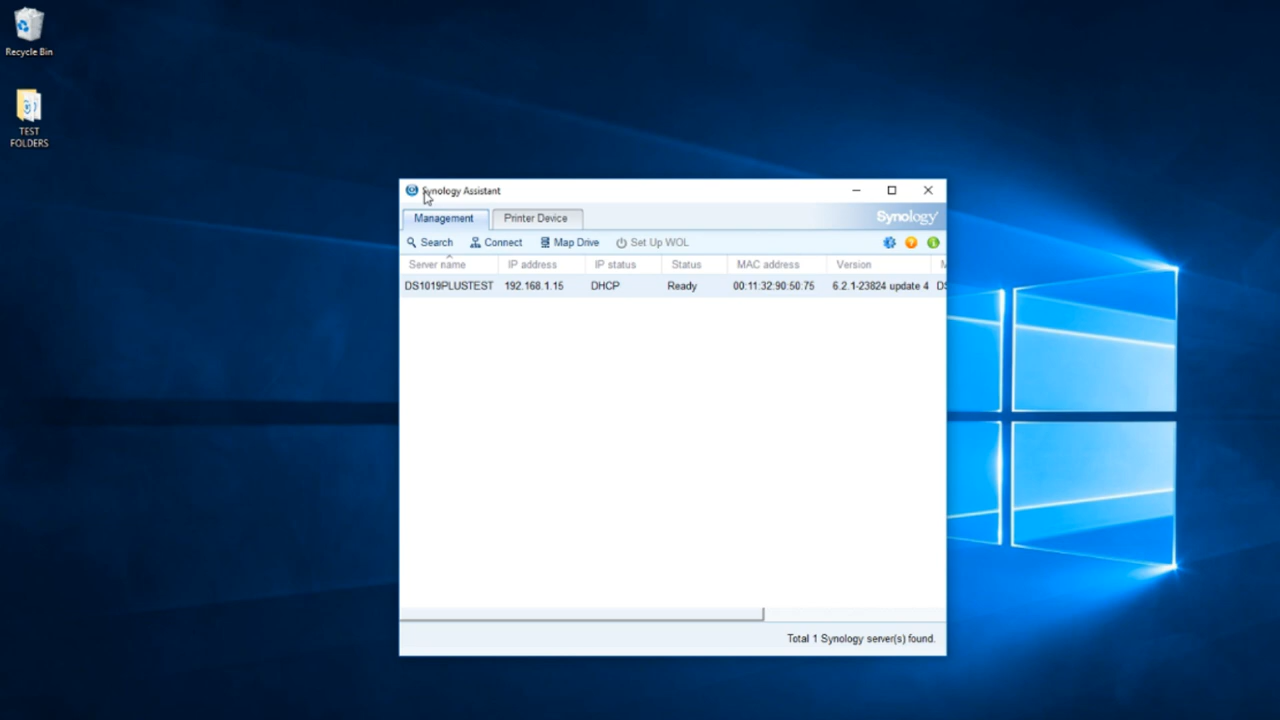 Recycle Bin
TEST
FOLDERS
Synology Assistant
Management Printer Device Synology
Search Connect Map Drive Set Up WOL
Server name IP address IP status Status MAC address Version
DS1019PLUSTEST 192.168.1.15 DHCP Ready 00:11:32:90:50:75 6.2.1-23824 update 4
Total 1 Synology server(s) found.